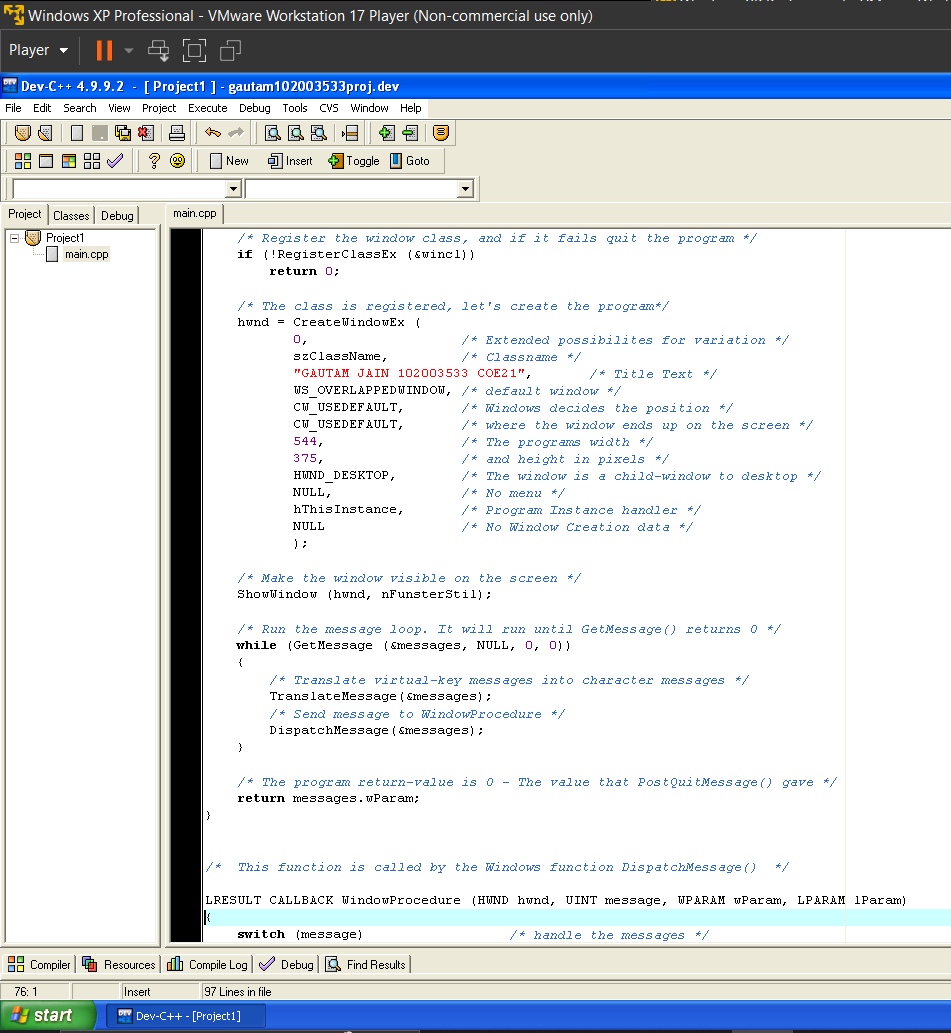 Windows XP Professional - VMware Workstation 17 Player (Non-commercial use only)
Player
Dev-C++ 4.9.9.2 - [ Project1 ] - gautam102003533proj.dev
File Edit Search View Project Execute Debug Tools CVS Window Help
New Insert Toggle Goto
Project Classes Debug
main.cpp
Project1
main.cpp
/* Register the window class, and if it fails quit the program */
if (!RegisterClassEx (&wincl))
return 0;
/* The class is registered, let's create the program*/
hwnd = CreateWindowEx (
0, /* Extended possibilites for variation */
szClassName, /* Classname */
"GAUTAM JAIN 102003533 COE21", /* Title Text */
WS_OVERLAPPEDWINDOW, /* default window */
CW_USEDEFAULT, /* Windows decides the position */
CW_USEDEFAULT, /* where the window ends up on the screen */
544, /* The programs width */
375, /* and height in pixels */
HWND_DESKTOP, /* The window is a child-window to desktop */
NULL, /* No menu */
hThisInstance, /* Program Instance handler */
NULL /* No Window Creation data */
);
/* Make the window visible on the screen */
ShowWindow (hwnd, nFunsterStil);
/* Run the message loop. It will run until GetMessage() returns 0 */
while (GetMessage (&messages, NULL, 0, 0))
{
/* Translate virtual-key messages into character messages */
TranslateMessage(&messages);
/* Send message to WindowProcedure */
DispatchMessage(&messages);
}
/* The program return-value is 0 - The value that PostQuitMessage() gave */
return messages.wParam;
}
/* This function is called by the Windows function DispatchMessage() */
LRESULT CALLBACK WindowProcedure (HWND hwnd, UINT message, WPARAM wParam, LPARAM lParam)
{
switch (message) /* handle the messages */
Compiler Resources Compile Log Debug Find Results
76: 1 Insert 97 Lines in file
start Dev-C++ - [Project1]